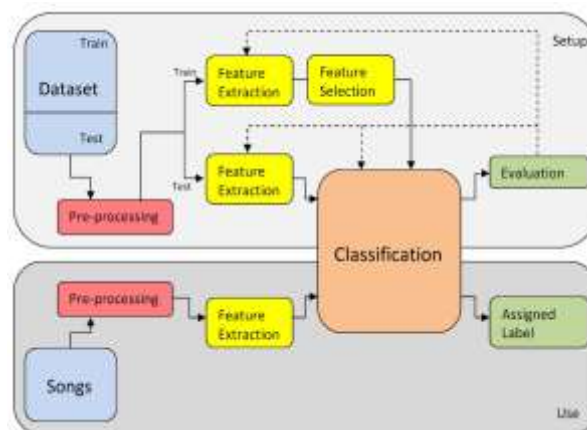 Train
Setup
Dataset
Train
Feature
Extraction
Feature
Selection
Test
Test
Feature
Extraction
Evaluation
Pre-processing
Classification
Pre-processing
Feature
Extraction
Assigned
Label
Songs
Use